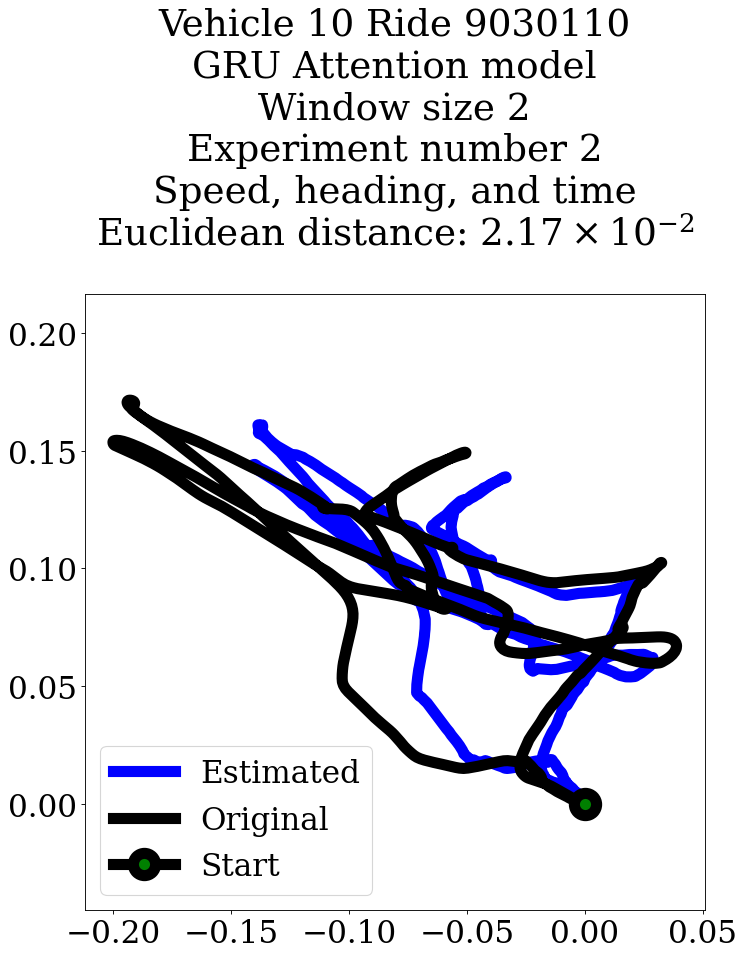 Vehicle 10 Ride 9030110
GRU Attention model
Window size 2
Experiment number 2
Speed, heading, and time
Euclidean distance: 2.17 × 10⁻²
0.20
0.15
0.10
0.05
0.00
Estimated
Original
Start
−0.20 −0.15 −0.10 −0.05 0.00 0.05